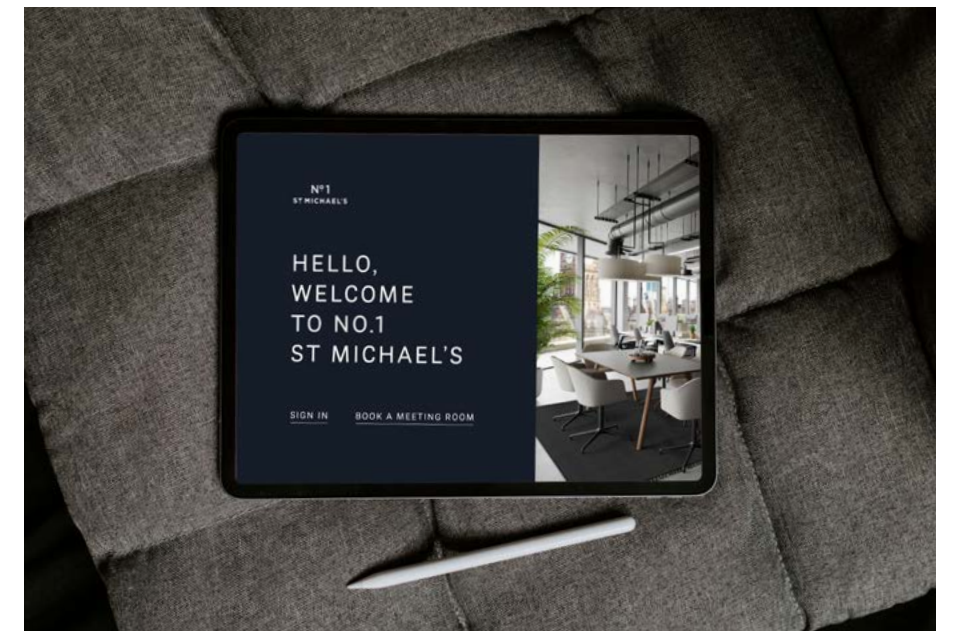 Nº1
ST MICHAEL'S
HELLO,
WELCOME
TO NO.1
ST MICHAEL'S
SIGN IN BOOK A MEETING ROOM